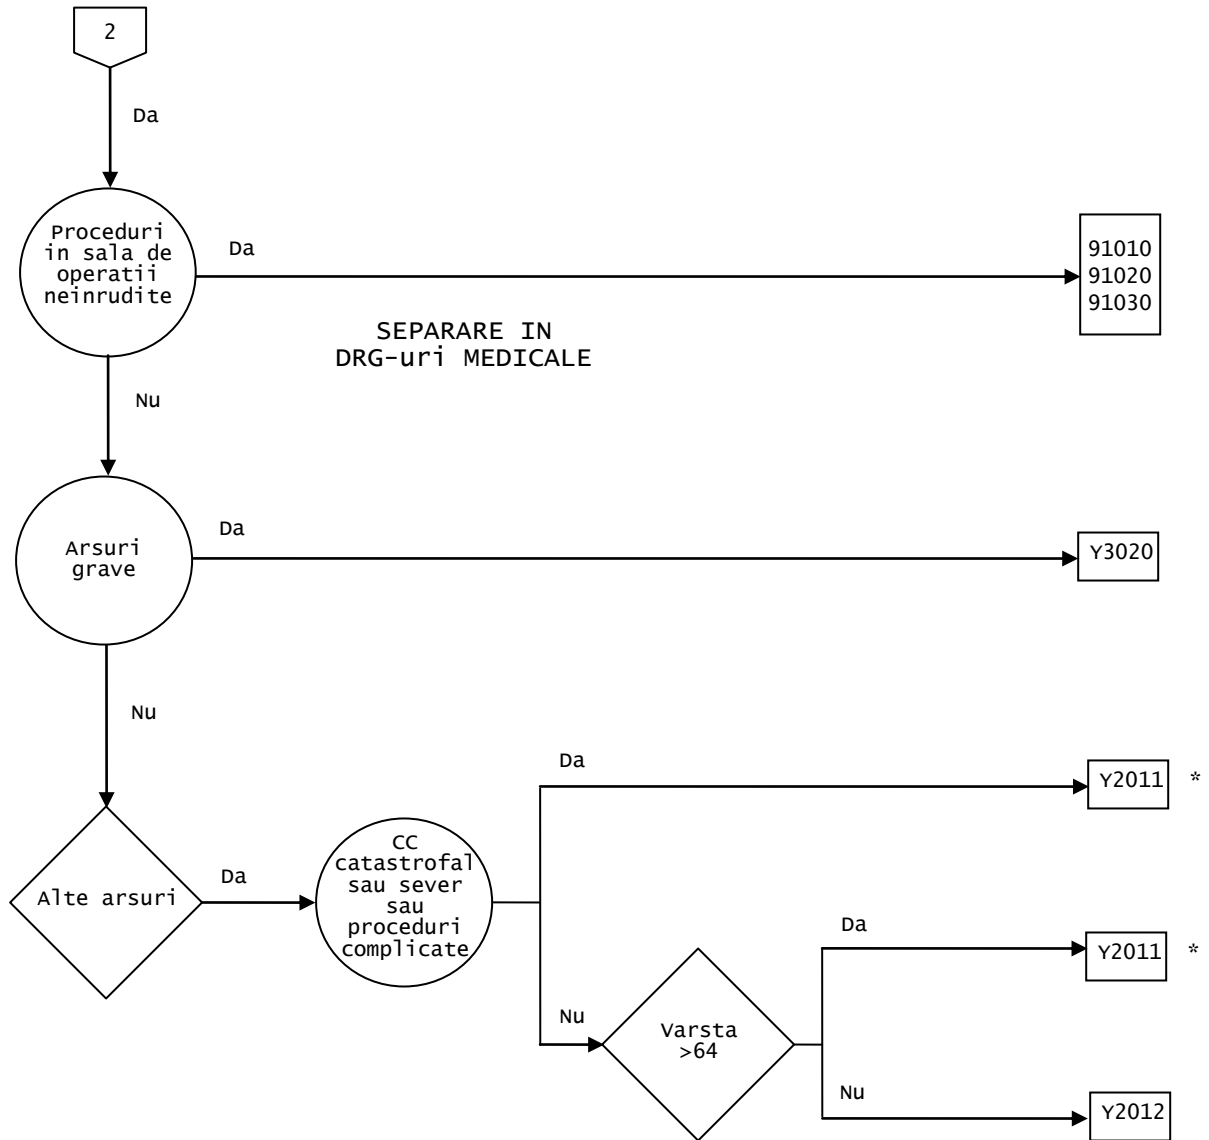 2
Da
Proceduri
in sala de
operatii
neinrudite
Da
91010
91020
91030
SEPARARE IN
DRG-uri MEDICALE
Nu
Arsuri
grave
Da
Y3020
Nu
Da
Y2011 *
Alte arsuri
Da
CC
catastrofal
sau sever
sau
proceduri
complicate
Da
Y2011 *
Nu
Varsta
>64
Nu
Y2012